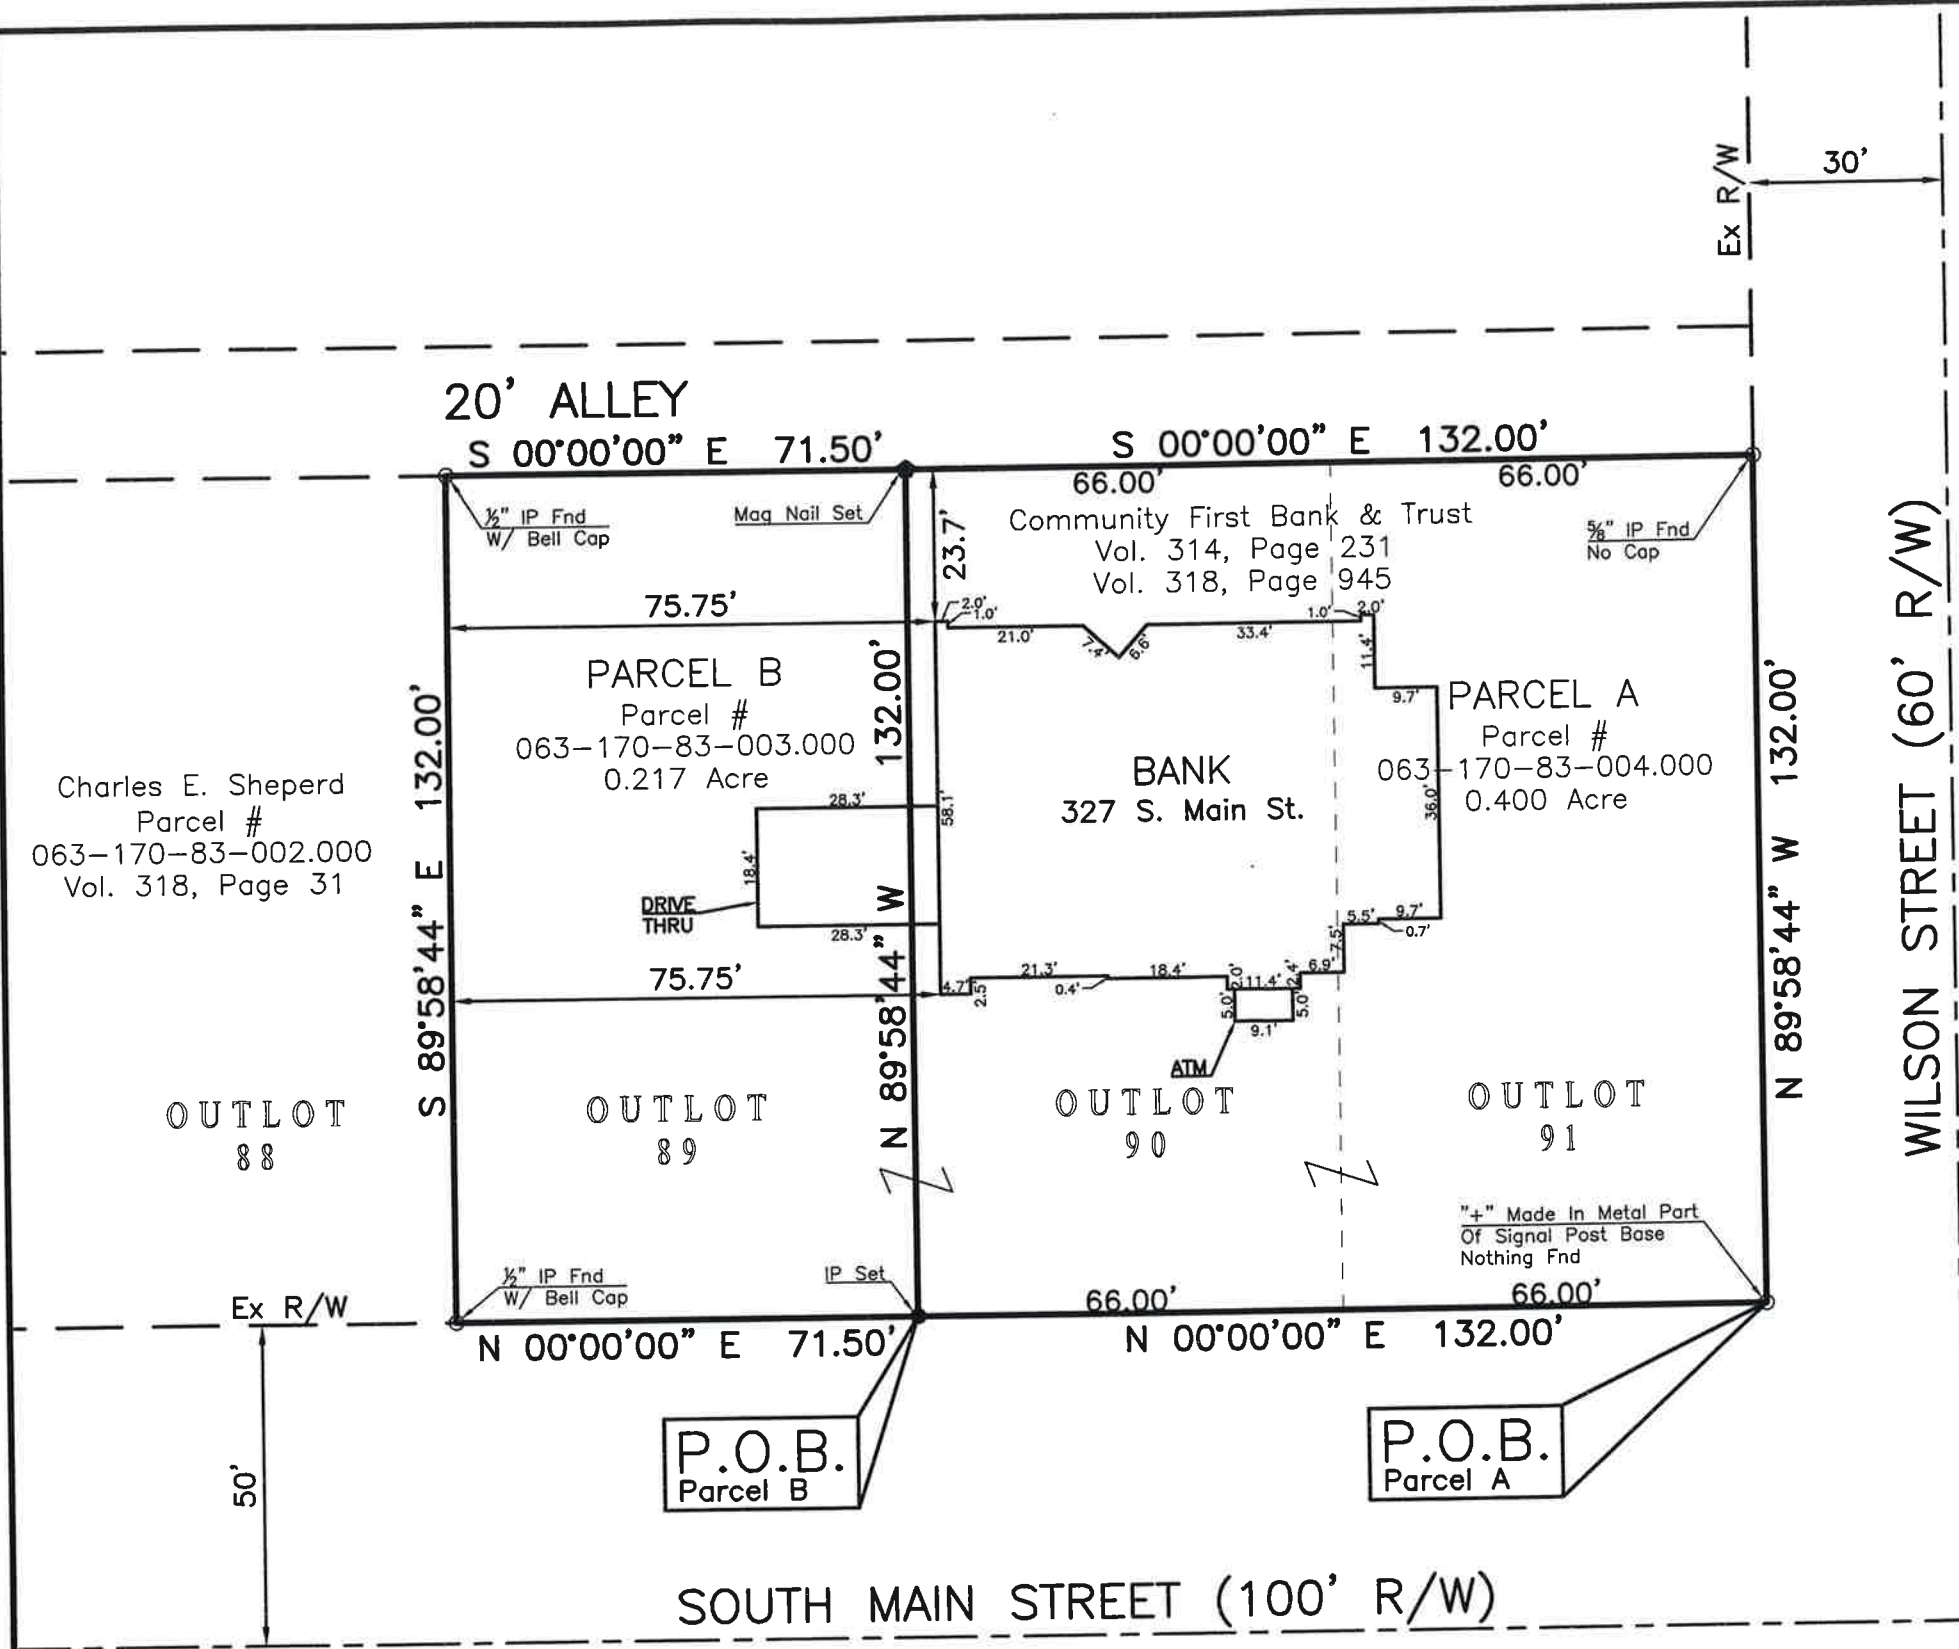 30'
Ex R/W
20' ALLEY
S 00°00'00" E 71.50'
S 00°00'00" E 132.00'
66.00'
66.00'
½" IP Fnd
W/ Bell Cap
Mag Nail Set
23.7'
Community First Bank & Trust
Vol. 314, Page 231
Vol. 318, Page 945
⅝" IP Fnd
No Cap
75.75'
2.0'
1.0'
21.0'
7.4'
6.6'
33.4'
1.0'
2.0'
11.4'
9.7'
PARCEL B
Parcel #
063-170-83-003.000
0.217 Acre
132.00'
N 89°58'44" W
S 89°58'44" E 132.00'
PARCEL A
Parcel #
063-170-83-004.000
0.400 Acre
36.0'
BANK
327 S. Main St.
58.1'
N 89°58'44" W 132.00'
WILSON STREET (60' R/W)
Charles E. Sheperd
Parcel #
063-170-83-002.000
Vol. 318, Page 31
28.3'
18.4'
DRIVE
THRU
28.3'
75.75'
4.7'
2.5'
21.3'
0.4'
18.4'
2.0'
11.4'
2.4'
6.9'
7.5'
5.5'
9.7'
0.7'
5.0'
9.1'
5.0'
ATM
OUTLOT
88
OUTLOT
89
OUTLOT
90
OUTLOT
91
"+" Made In Metal Part
Of Signal Post Base
Nothing Fnd
½" IP Fnd
W/ Bell Cap
IP Set
Ex R/W
66.00'
66.00'
N 00°00'00" E 71.50'
N 00°00'00" E 132.00'
P.O.B.
Parcel B
P.O.B.
Parcel A
50'
SOUTH MAIN STREET (100' R/W)